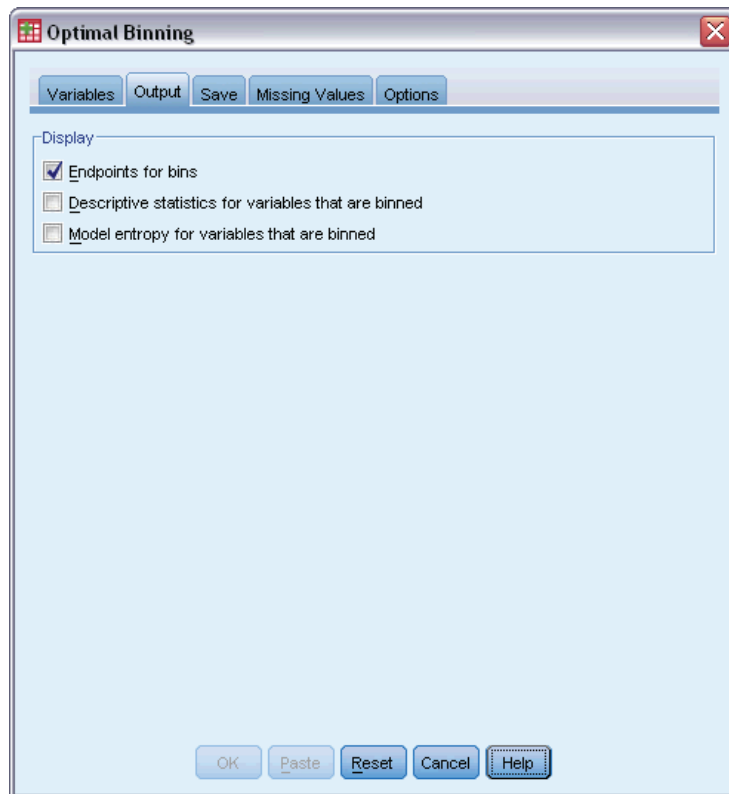 Optimal Binning
Variables Output Save Missing Values Options
Display
Endpoints for bins
Descriptive statistics for variables that are binned
Model entropy for variables that are binned
OK Paste Reset Cancel Help